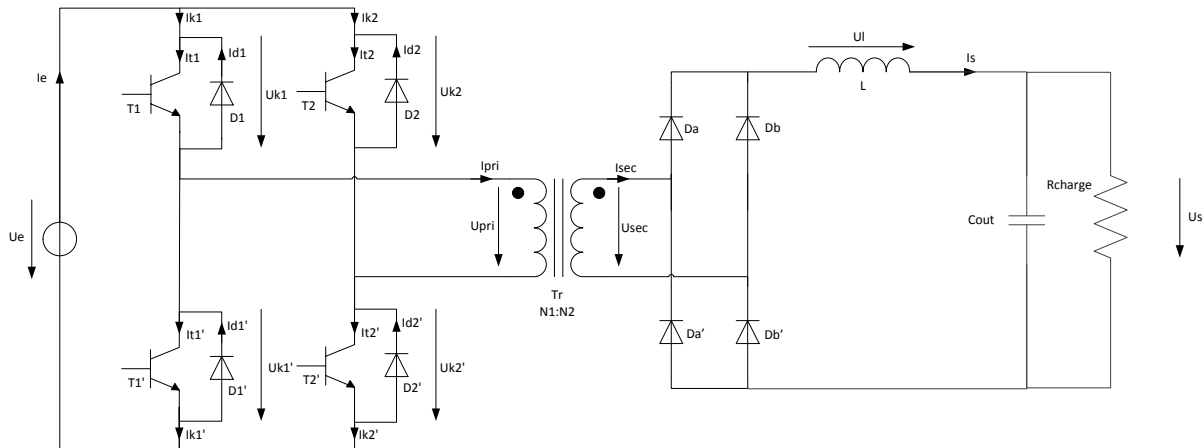 Ik1
Ik2
Ul
It1
Id1
It2
Id2
Is
Ie
L
Uk1
Uk2
T1
D1
T2
D2
Da
Db
Ipri
Isec
Rcharge
Ue
Upri
Usec
Cout
Us
Tr
N1:N2
It1'
Id1'
It2'
Id2'
Da’
Db’
Uk1'
Uk2'
T1'
D1'
T2'
D2'
Ik1'
Ik2'